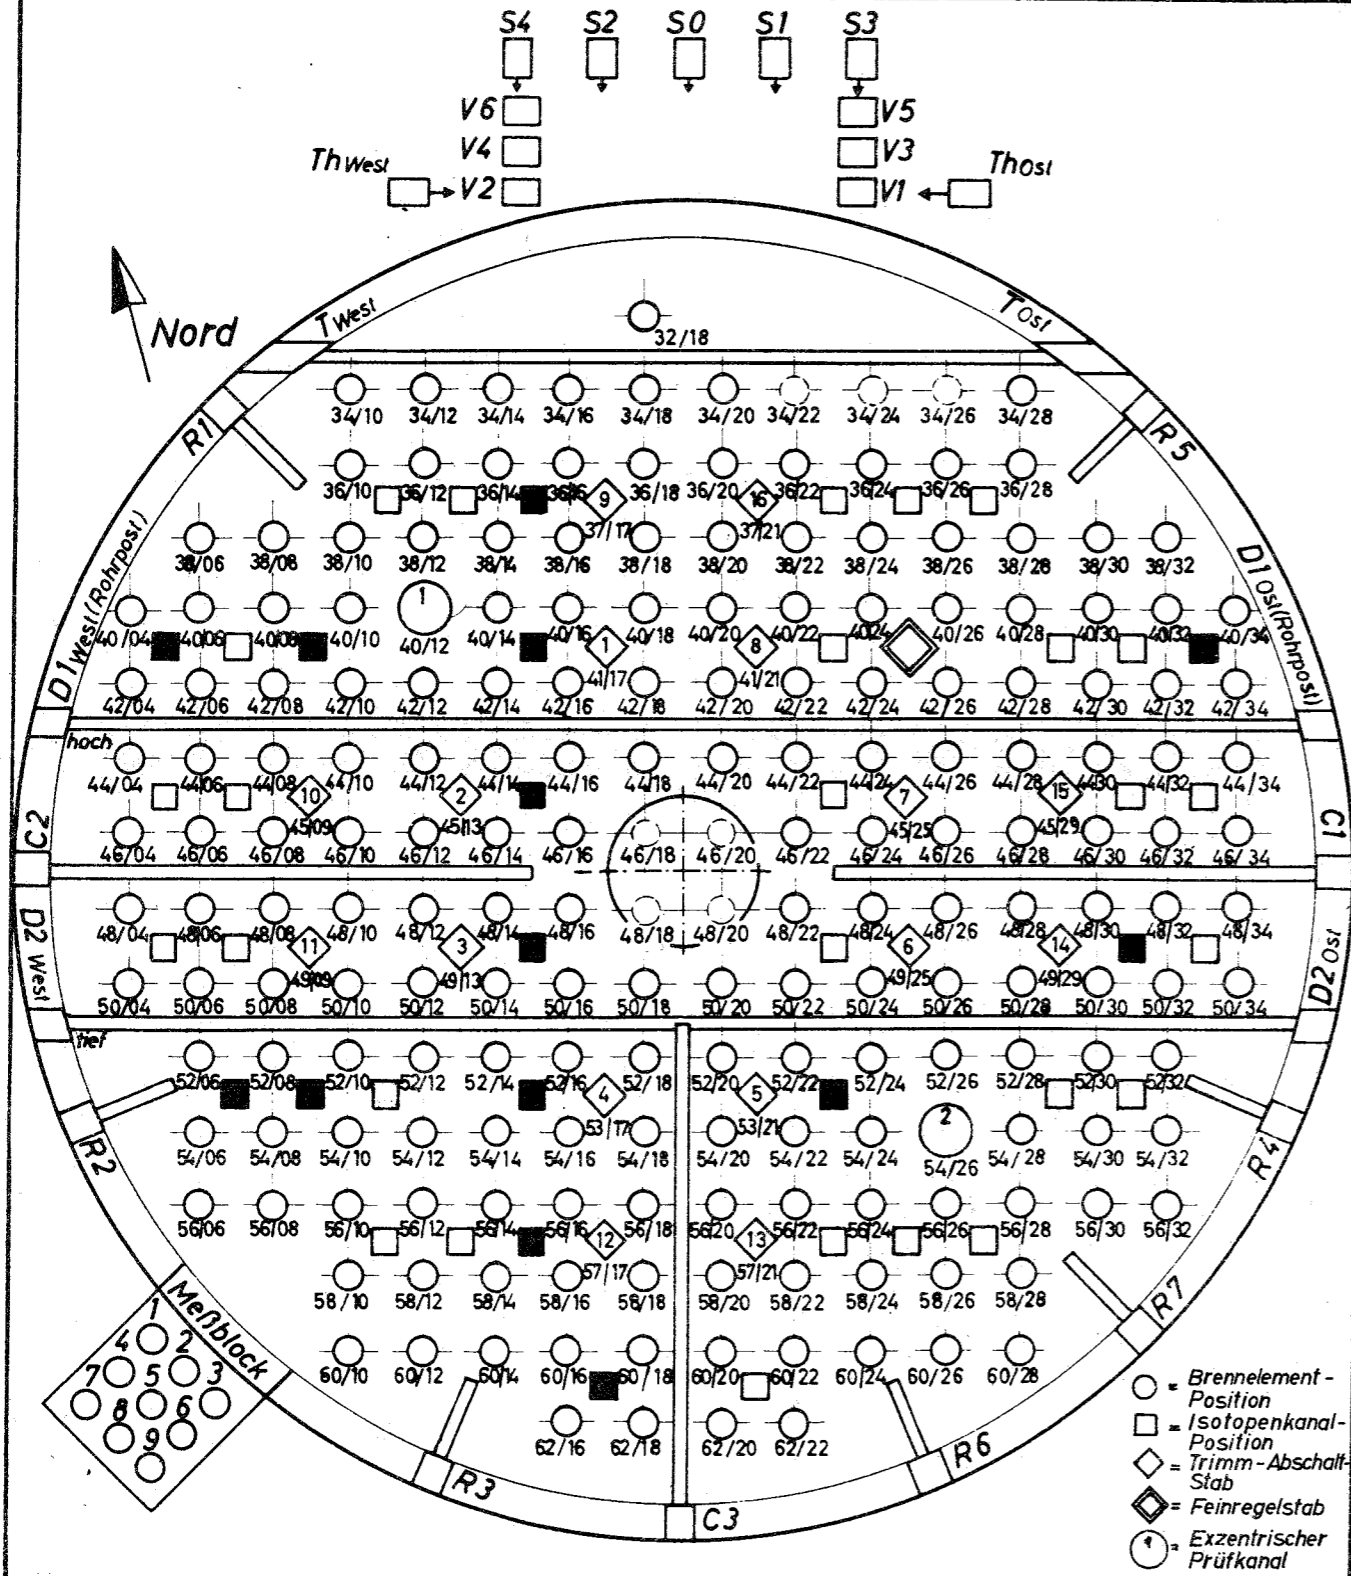 S4 S2 S0 S1 S3
V6 V5
V4 V3
Th West V2 V1 Th Ost
Nord
T West T Ost
32/18
34/10 34/12 34/14 34/16 34/18 34/20 34/22 34/24 34/26 34/28
R1 R5
36/10 36/12 36/14 36/16 36/18 36/20 36/22 36/24 36/26 36/28
9 16
37/17 37/21
D1 West (Rohrpost) D1 Ost (Rohrpost)
38/06 38/08 38/10 38/12 38/14 38/16 38/18 38/20 38/22 38/24 38/26 38/28 38/30 38/32
1
40/04 40/06 40/08 40/10 40/12 40/14 40/16 40/18 40/20 40/22 40/24 40/26 40/28 40/30 40/32 40/34
1 8
41/17 41/21
42/04 42/06 42/08 42/10 42/12 42/14 42/16 42/18 42/20 42/22 42/24 42/26 42/28 42/30 42/32 42/34
hoch
44/04 44/06 44/08 44/10 44/12 44/14 44/16 44/18 44/20 44/22 44/24 44/26 44/28 44/30 44/32 44/34
10 2 7 15
45/09 45/13 45/25 45/29
C2 C1
46/04 46/06 46/08 46/10 46/12 46/14 46/16 46/18 46/20 46/22 46/24 46/26 46/28 46/30 46/32 46/34
48/04 48/06 48/08 48/10 48/12 48/14 48/16 48/18 48/20 48/22 48/24 48/26 48/28 48/30 48/32 48/34
D2 West D2 Ost
11 3 6 14
49/09 49/13 49/25 49/29
50/04 50/06 50/08 50/10 50/12 50/14 50/16 50/18 50/20 50/22 50/24 50/26 50/28 50/30 50/32 50/34
tief
52/06 52/08 52/10 52/12 52/14 52/16 52/18 52/20 52/22 52/24 52/26 52/28 52/30 52/32
4 5
53/17 53/21
2
R2 R4
54/06 54/08 54/10 54/12 54/14 54/16 54/18 54/20 54/22 54/24 54/26 54/28 54/30 54/32
56/06 56/08 56/10 56/12 56/14 56/16 56/18 56/20 56/22 56/24 56/26 56/28 56/30 56/32
12 13
57/17 57/21
58/10 58/12 58/14 58/16 58/18 58/20 58/22 58/24 58/26 58/28
Meßblock R7
1
4 2
7 5 3
8 6
9
60/10 60/12 60/14 60/16 60/18 60/20 60/22 60/24 60/26 60/28
62/16 62/18 62/20 62/22
R3 R6
C3
= Brennelement-
Position
= Isotopenkanal-
Position
= Trimm-Abschalt-
Stab
= Feinregelstab
= Exzentrischer
Prüfkanal